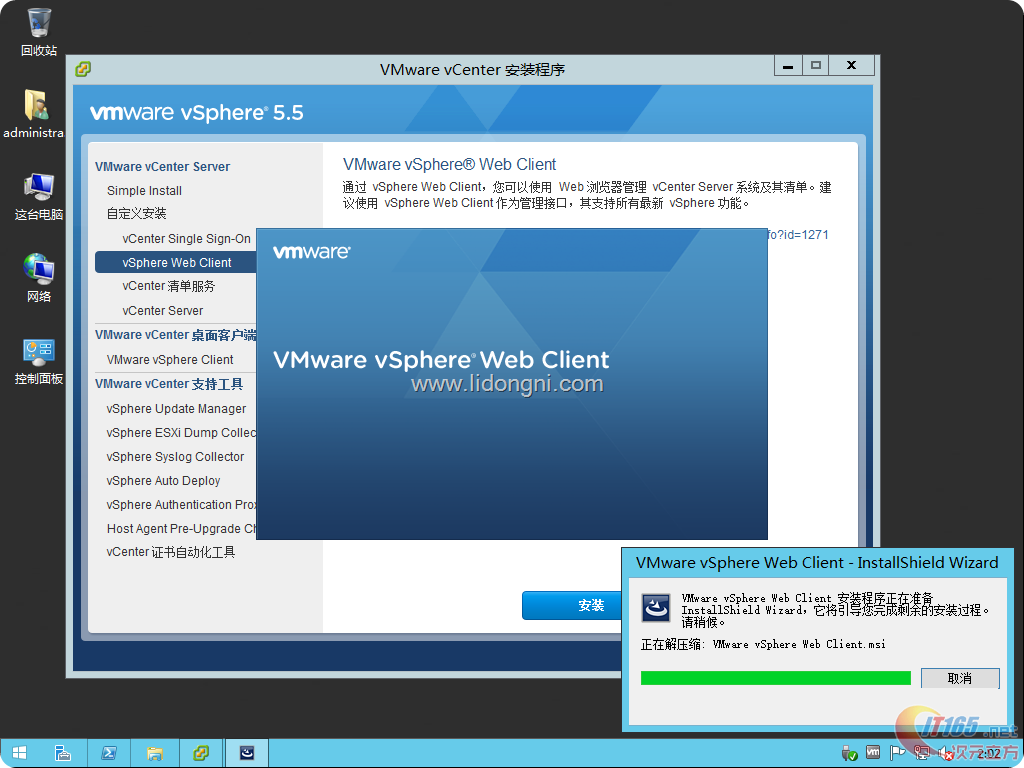 回收站
administra
这台电脑
网络
控制面板
VMware vCenter 安装程序
vmware vSphere® 5.5
VMware vCenter Server
Simple Install
自定义安装
vCenter Single Sign-On
vSphere Web Client
vCenter 清单服务
vCenter Server
VMware vCenter 桌面客户端
VMware vSphere Client
VMware vCenter 支持工具
vSphere Update Manager
vSphere ESXi Dump Collec
vSphere Syslog Collector
vSphere Auto Deploy
vSphere Authentication Prox
Host Agent Pre-Upgrade Ch
vCenter 证书自动化工具
VMware vSphere® Web Client
通过 vSphere Web Client，您可以使用 Web 浏览器管理 vCenter Server 系统及其清单。建
议使用 vSphere Web Client 作为管理接口，其支持所有最新 vSphere 功能。
fo?id=1271
vmware®
VMware vSphere® Web Client
www.lidongni.com
安装
VMware vSphere Web Client - InstallShield Wizard
VMware vSphere Web Client 安装程序正在准备
InstallShield Wizard，它将引导您完成剩余的安装过程。
请稍候。
正在解压缩: VMware vSphere Web Client.msi
取消
IT165.net
次元立方
vm
2:02